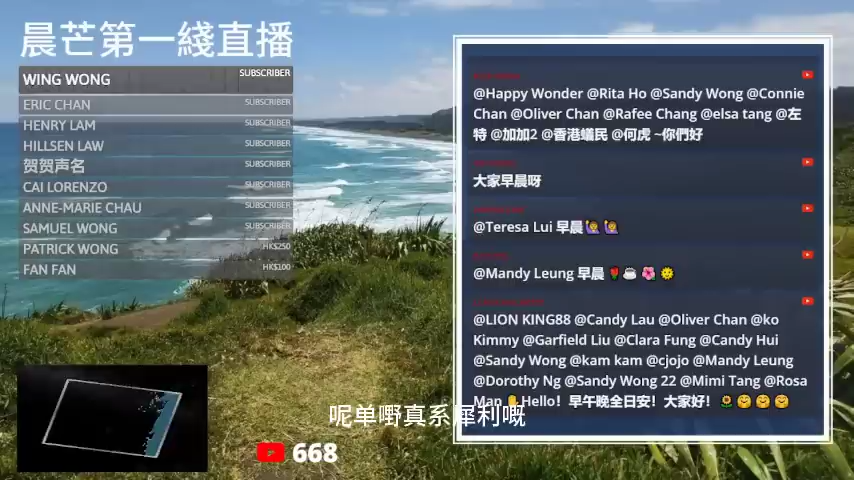 晨芒第一綫直播
WING WONG SUBSCRIBER
ERIC CHAN SUBSCRIBER
HENRY LAM SUBSCRIBER
HILLSEN LAW SUBSCRIBER
贺贺声名 SUBSCRIBER
CAI LORENZO SUBSCRIBER
ANNE-MARIE CHAU SUBSCRIBER
SAMUEL WONG SUBSCRIBER
PATRICK WONG HK$250
FAN FAN HK$100
@Happy Wonder @Rita Ho @Sandy Wong @Connie
Chan @Oliver Chan @Rafee Chang @elsa tang @左
特 @加加2 @香港蟻民 @何虎 ~你們好
大家早晨呀
@Teresa Lui 早晨🙋🙋
@Mandy Leung 早晨 🌹☕🌺🌞
@LION KING88 @Candy Lau @Oliver Chan @ko
Kimmy @Garfield Liu @Clara Fung @Candy Hui
@Sandy Wong @kam kam @cjojo @Mandy Leung
@Dorothy Ng @Sandy Wong 22 @Mimi Tang @Rosa
Man ✋Hello！早午晚全日安！大家好！🌻🤗🤗🤗
呢单嘢真系犀利嘅
668